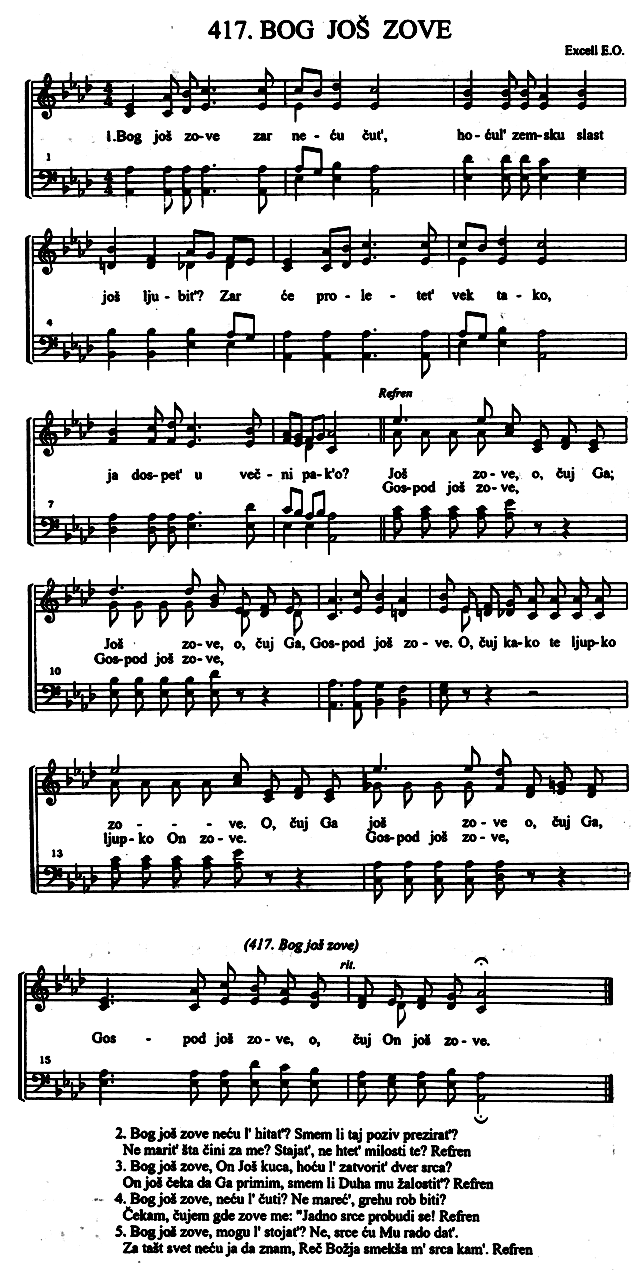 417. BOG JOŠ ZOVE
Excell E.O.
1.Bog još zo-ve zar ne-ću čut', ho-ćul' zem-sku slast
1
još lju-bit'? Zar će pro-le-tet' vek ta-ko,
4
Refren
ja dos-pet' u več-ni pa-k'o? Još zo-ve, o, čuj Ga;
Gos-pod još zo-ve,
7
Još zo-ve, o, čuj Ga, Gos-pod još zo-ve. O, čuj ka-ko te ljup-ko
Gos-pod još zo-ve,
10
zo - - - ve. O, čuj Ga još zo-ve o, čuj Ga,
ljup-ko On zo-ve. Gos-pod još zo-ve,
13
(417. Bog još zove)
rit.
Gos - pod još zo-ve, o, čuj On još zo-ve.
15
2. Bog još zove neću l' hitat'? Smem li taj poziv prezirat'?
Ne marit' šta čini za me? Stajat', ne htet' milosti te? Refren
3. Bog još zove, On Još kuca, hoću l' zatvorit' dver srca?
On još čeka da Ga primim, smem li Duha mu žalostit'? Refren
4. Bog još zove, neću l' čuti? Ne mareć', grehu rob biti?
Čekam, čujem gde zove me: "Jadno srce probudi se! Refren
5. Bog još zove, mogu l' stojat'? Ne, srce ću Mu rado dat'.
Za tašt svet neću ja da znam, Reč Božja smekša m' srca kam'. Refren